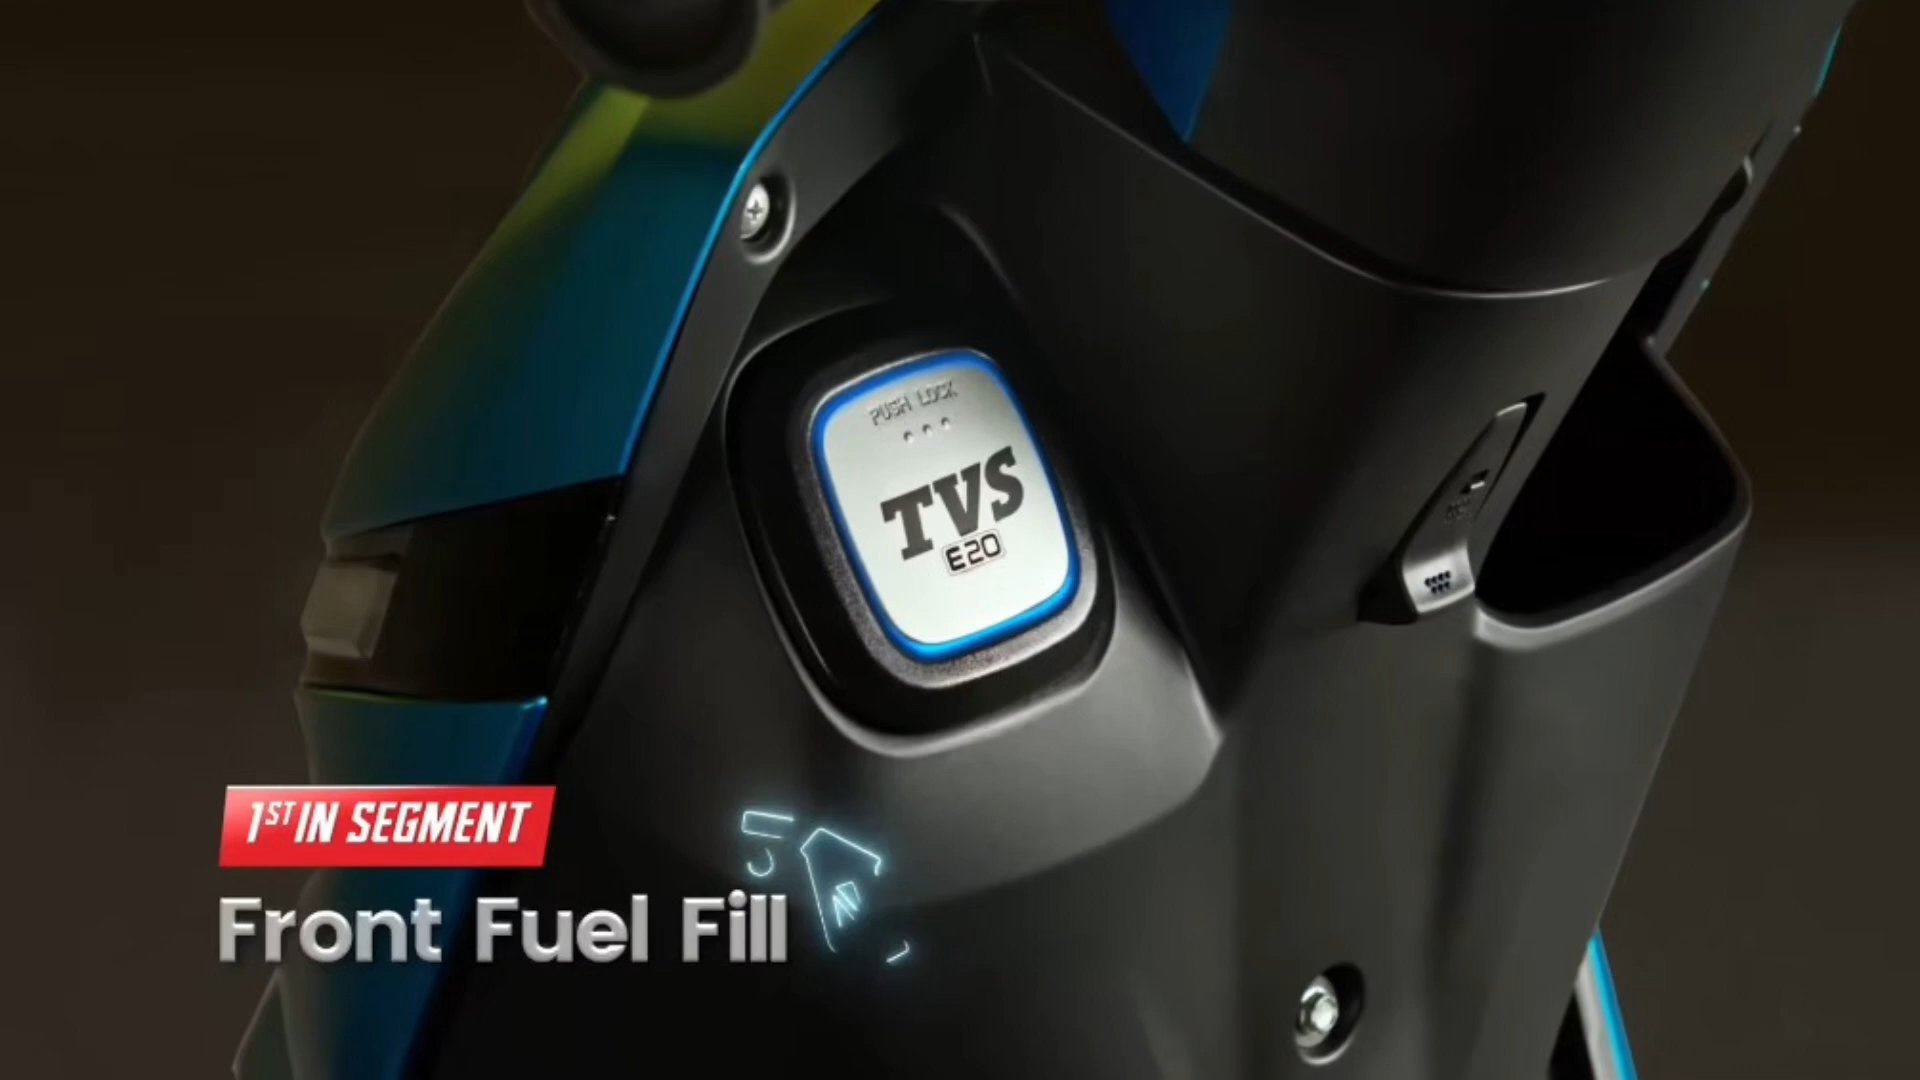 PUSH LOCK
TVS
E20
1ST IN SEGMENT
Front Fuel Fill